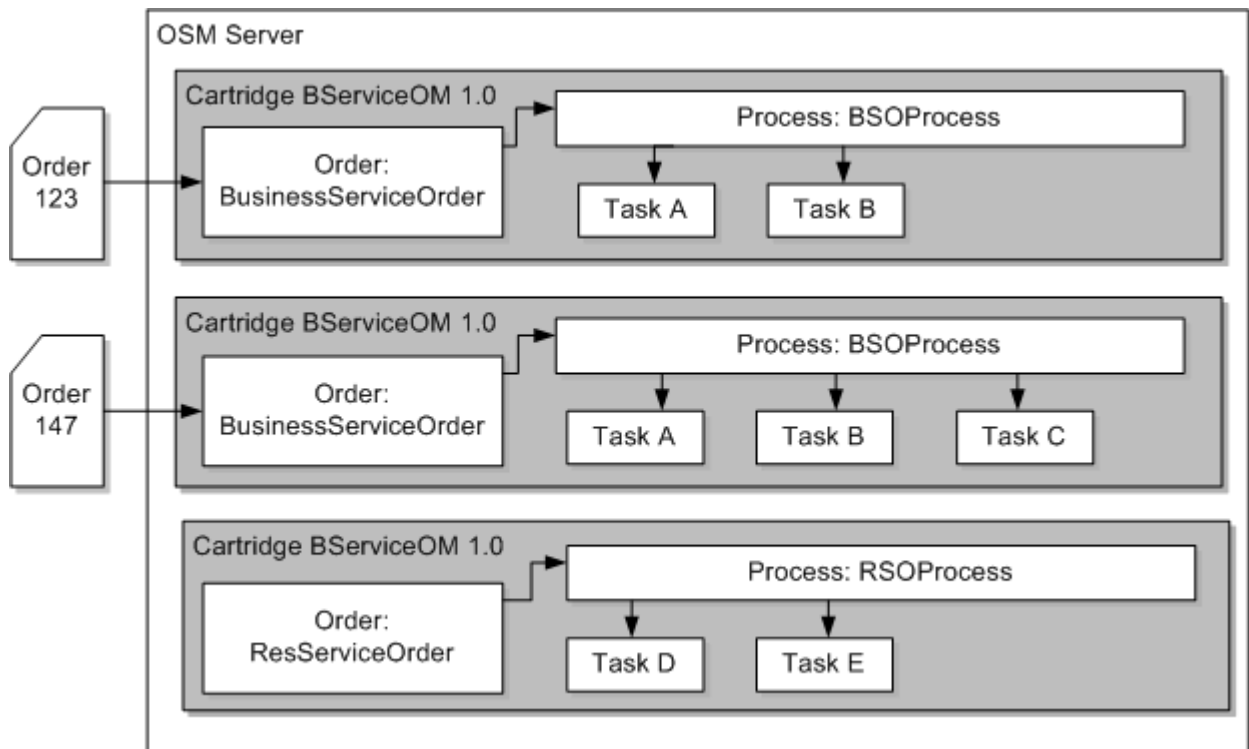 OSM Server
Cartridge BServiceOM 1.0
Order
123
Order:
BusinessServiceOrder
Process: BSOProcess
Task A
Task B
Cartridge BServiceOM 1.0
Order
147
Order:
BusinessServiceOrder
Process: BSOProcess
Task A
Task B
Task C
Cartridge BServiceOM 1.0
Order:
ResServiceOrder
Process: RSOProcess
Task D
Task E